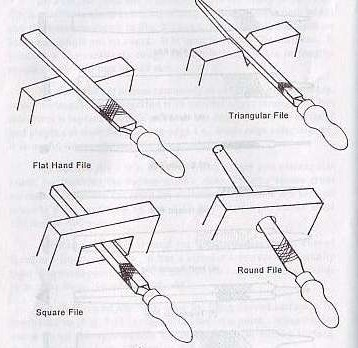 Triangular File
Flat Hand File
Round File
Square File